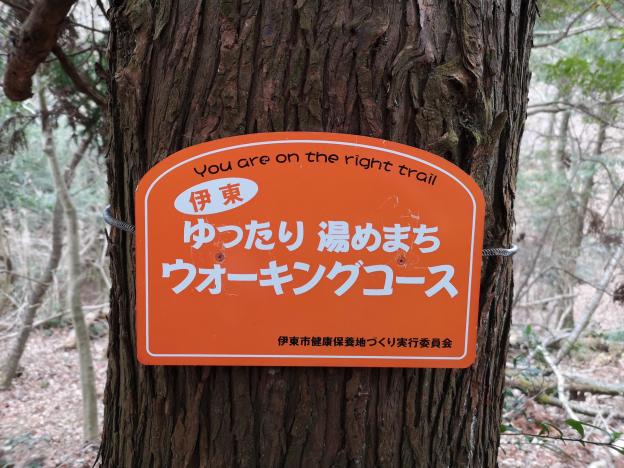 You are on the right trail
伊東
ゆったり 湯めまち
ウォーキングコース
伊東市健康保養地づくり実行委員会